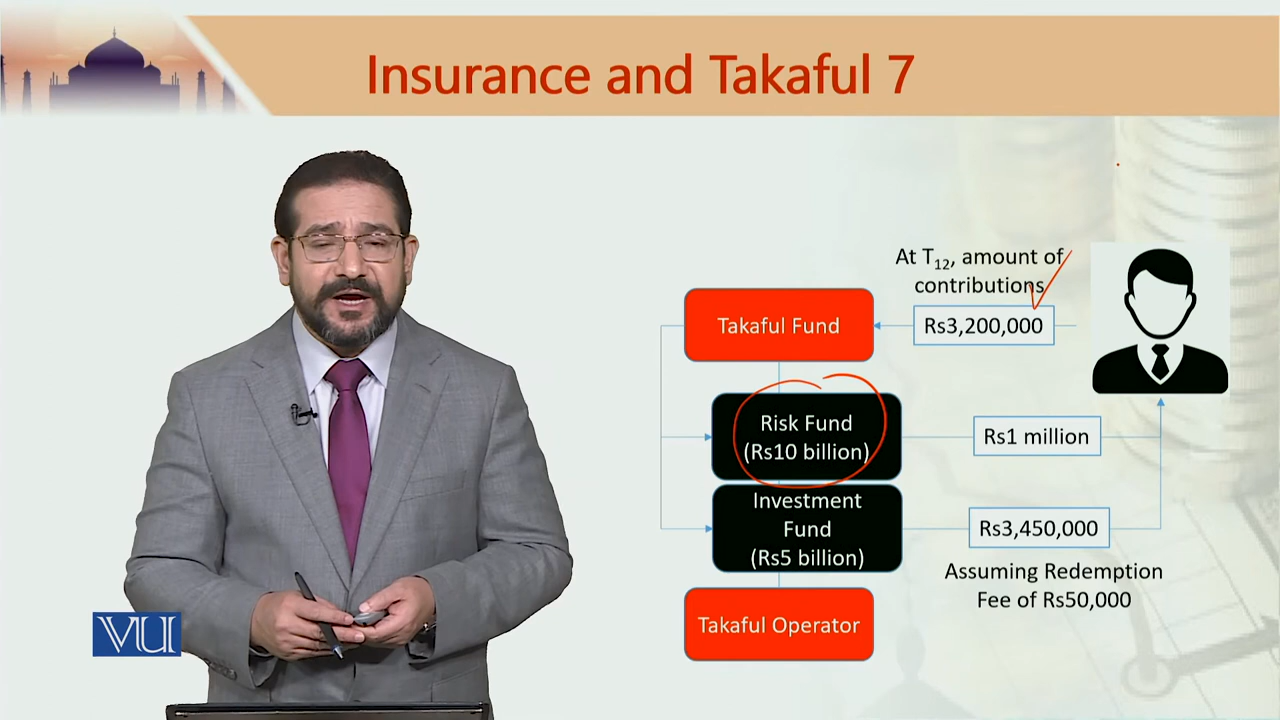 Insurance and Takaful 7
At T12, amount of
contributions
Takaful Fund
Rs3,200,000
Risk Fund
(Rs10 billion)
Rs1 million
Investment
Fund
(Rs5 billion)
Rs3,450,000
Assuming Redemption
Fee of Rs50,000
Takaful Operator
VU